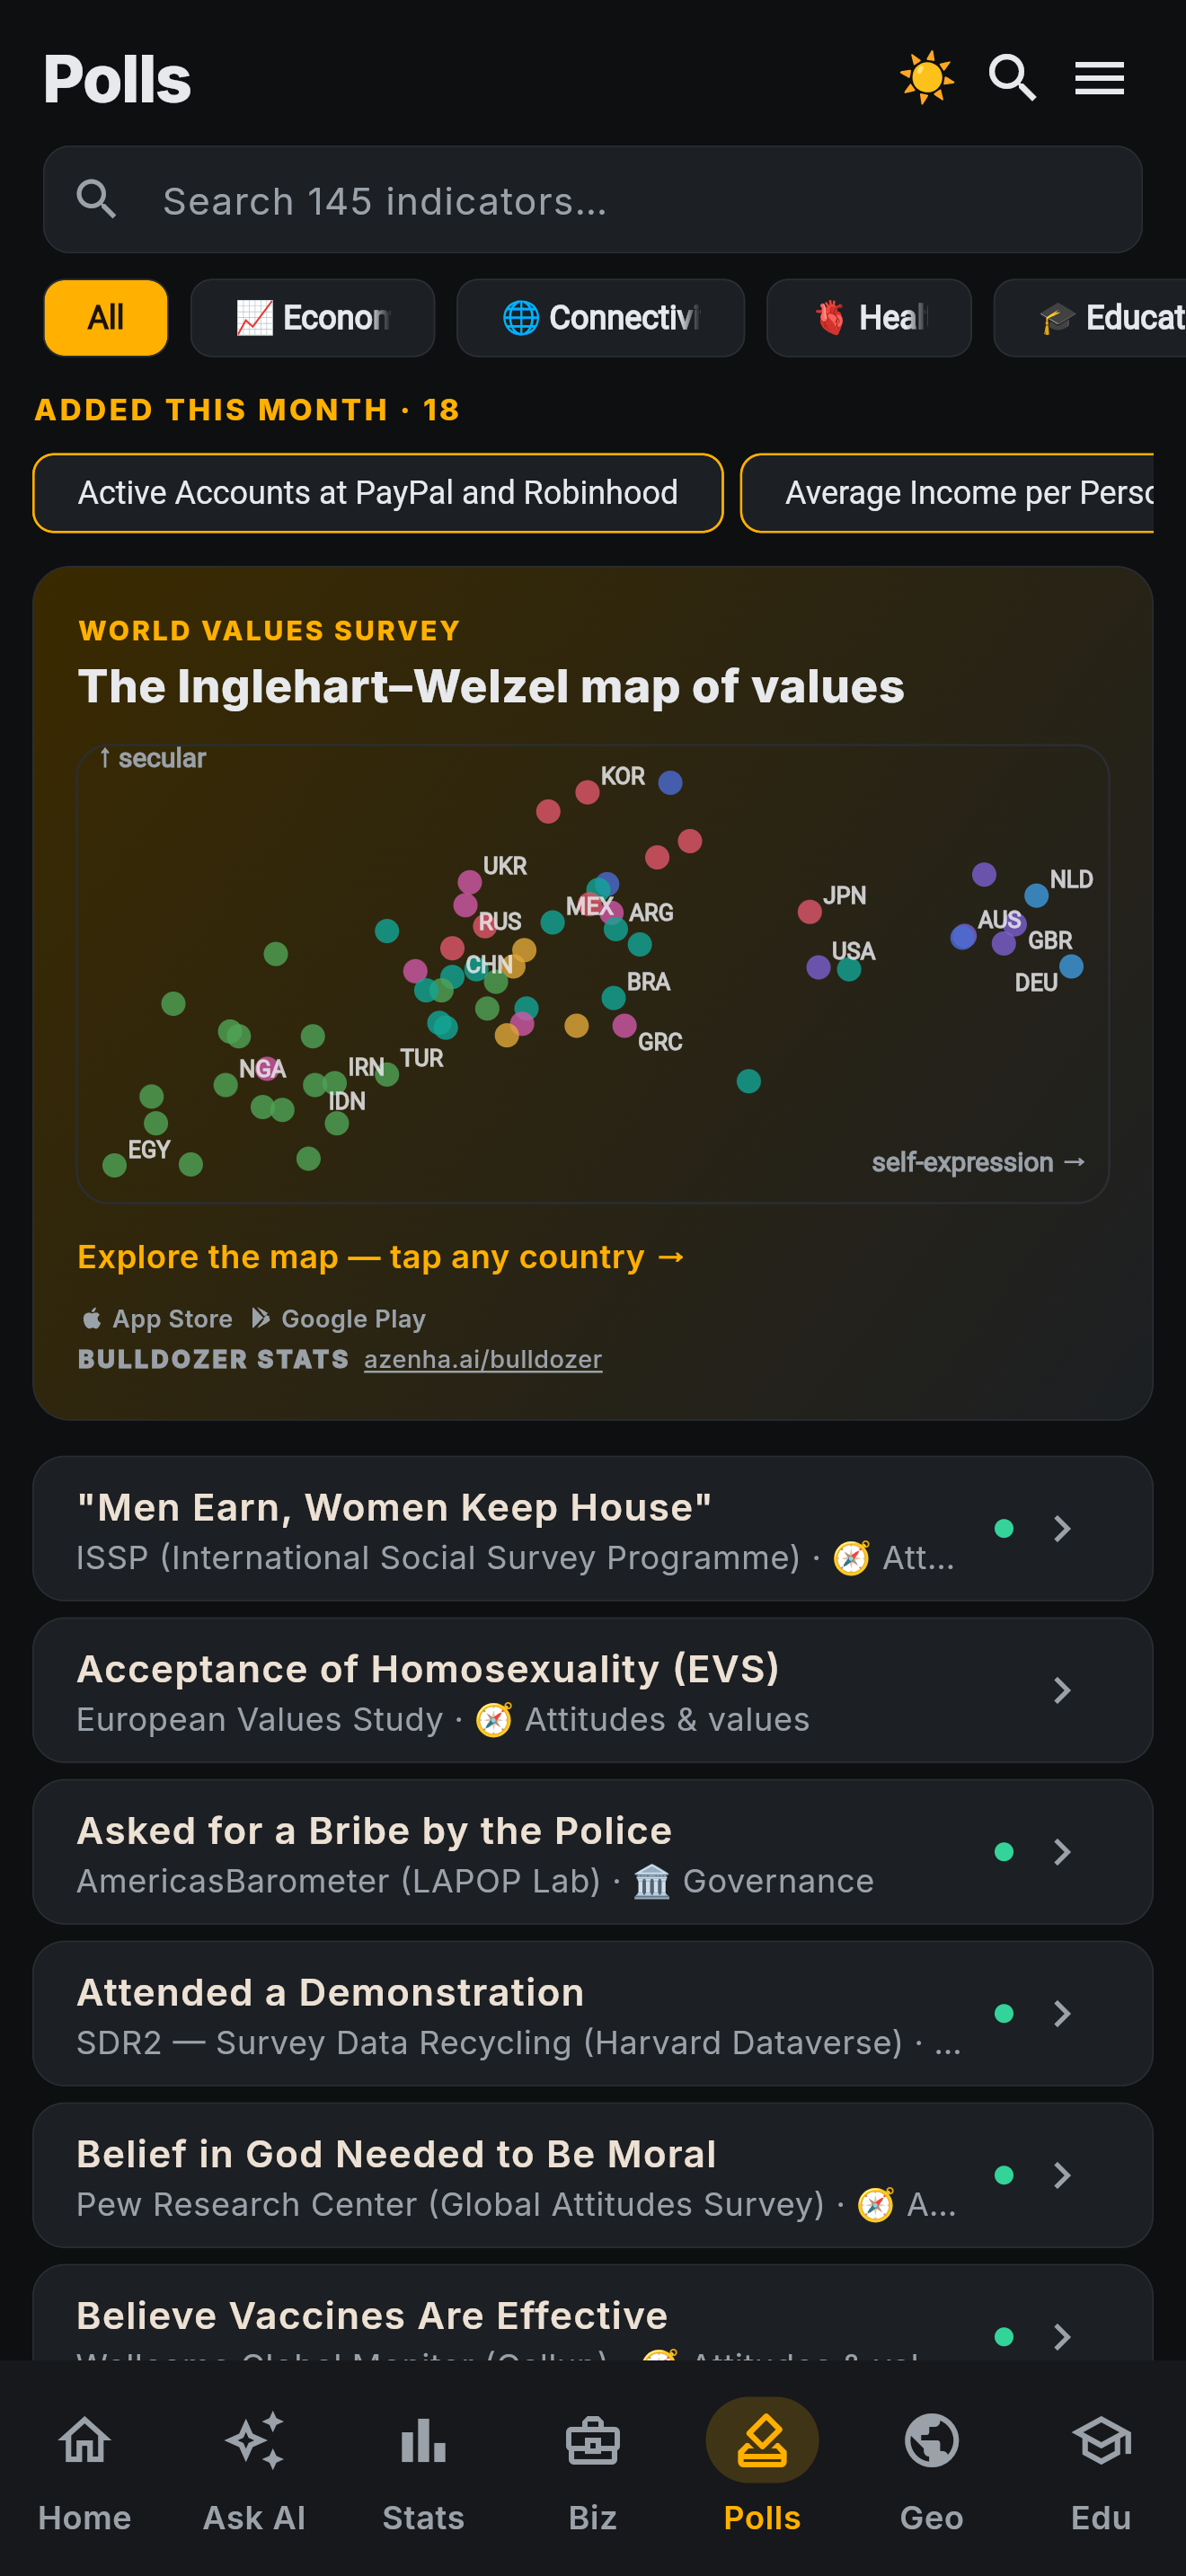 Polls
Search 145 indicators...
All
Econom
Connectivi
Heal
Educat
ADDED THIS MONTH · 18
Active Accounts at PayPal and Robinhood
Average Income per Perso
WORLD VALUES SURVEY
The Inglehart–Welzel map of values
↑ secular
KOR
UKR
NLD
JPN
MEX
ARG
RUS
AUS
GBR
USA
CHN
DEU
BRA
GRC
TUR
NGA
IRN
IDN
EGY
self-expression →
Explore the map — tap any country →
App Store Google Play
BULLDOZER STATS azenha.ai/bulldozer
"Men Earn, Women Keep House"
ISSP (International Social Survey Programme) · Att...
Acceptance of Homosexuality (EVS)
European Values Study · Attitudes & values
Asked for a Bribe by the Police
AmericasBarometer (LAPOP Lab) · Governance
Attended a Demonstration
SDR2 — Survey Data Recycling (Harvard Dataverse) · ...
Belief in God Needed to Be Moral
Pew Research Center (Global Attitudes Survey) · A...
Believe Vaccines Are Effective
Home
Ask AI
Stats
Biz
Polls
Geo
Edu